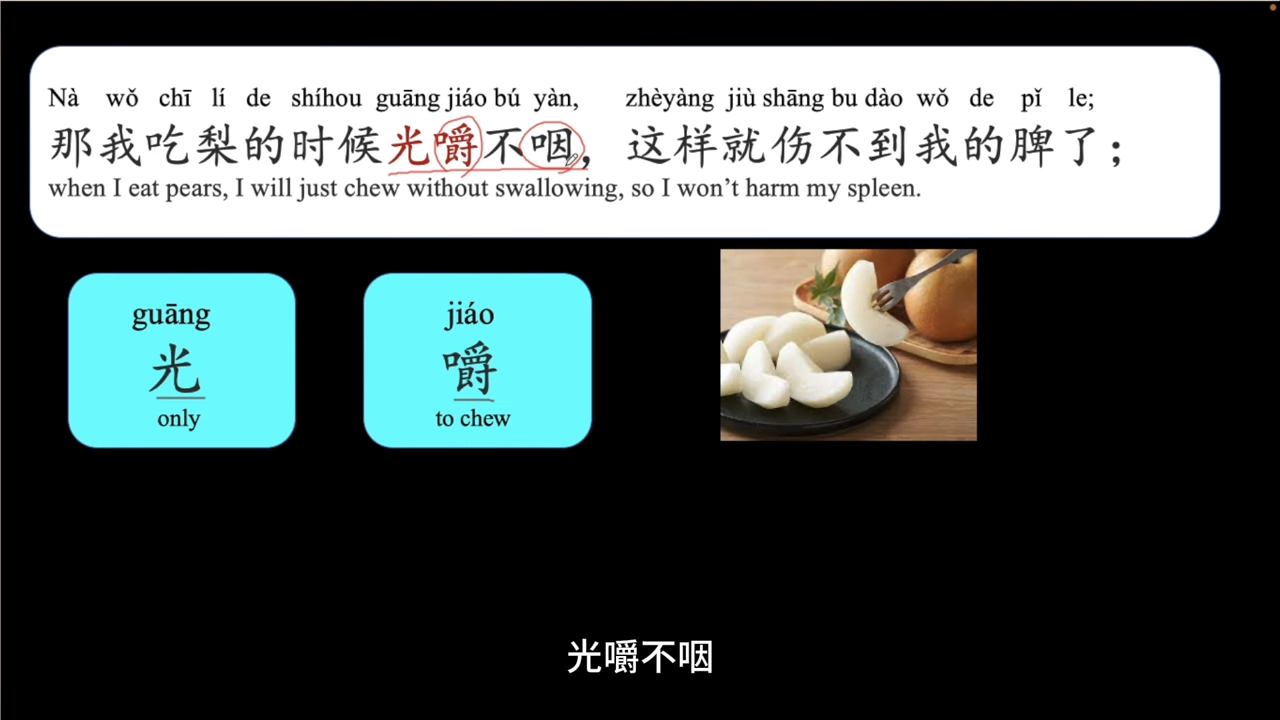 Nà wǒ chī lí de shíhou guāng jiáo bú yàn, zhèyàng jiù shāng bu dào wǒ de pǐ le;
那我吃梨的时候光嚼不咽，这样就伤不到我的脾了；
when I eat pears, I will just chew without swallowing, so I won't harm my spleen.
guāng
光
only
jiáo
嚼
to chew
光嚼不咽